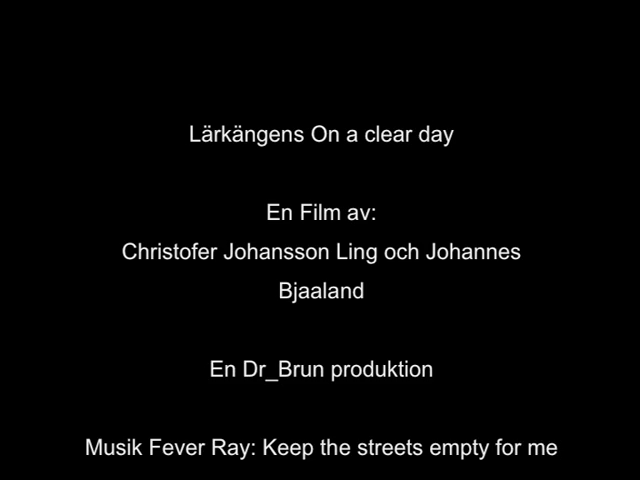 Lärkängens On a clear day
En Film av:
Christofer Johansson Ling och Johannes
Bjaaland
En Dr_Brun produktion
Musik Fever Ray: Keep the streets empty for me